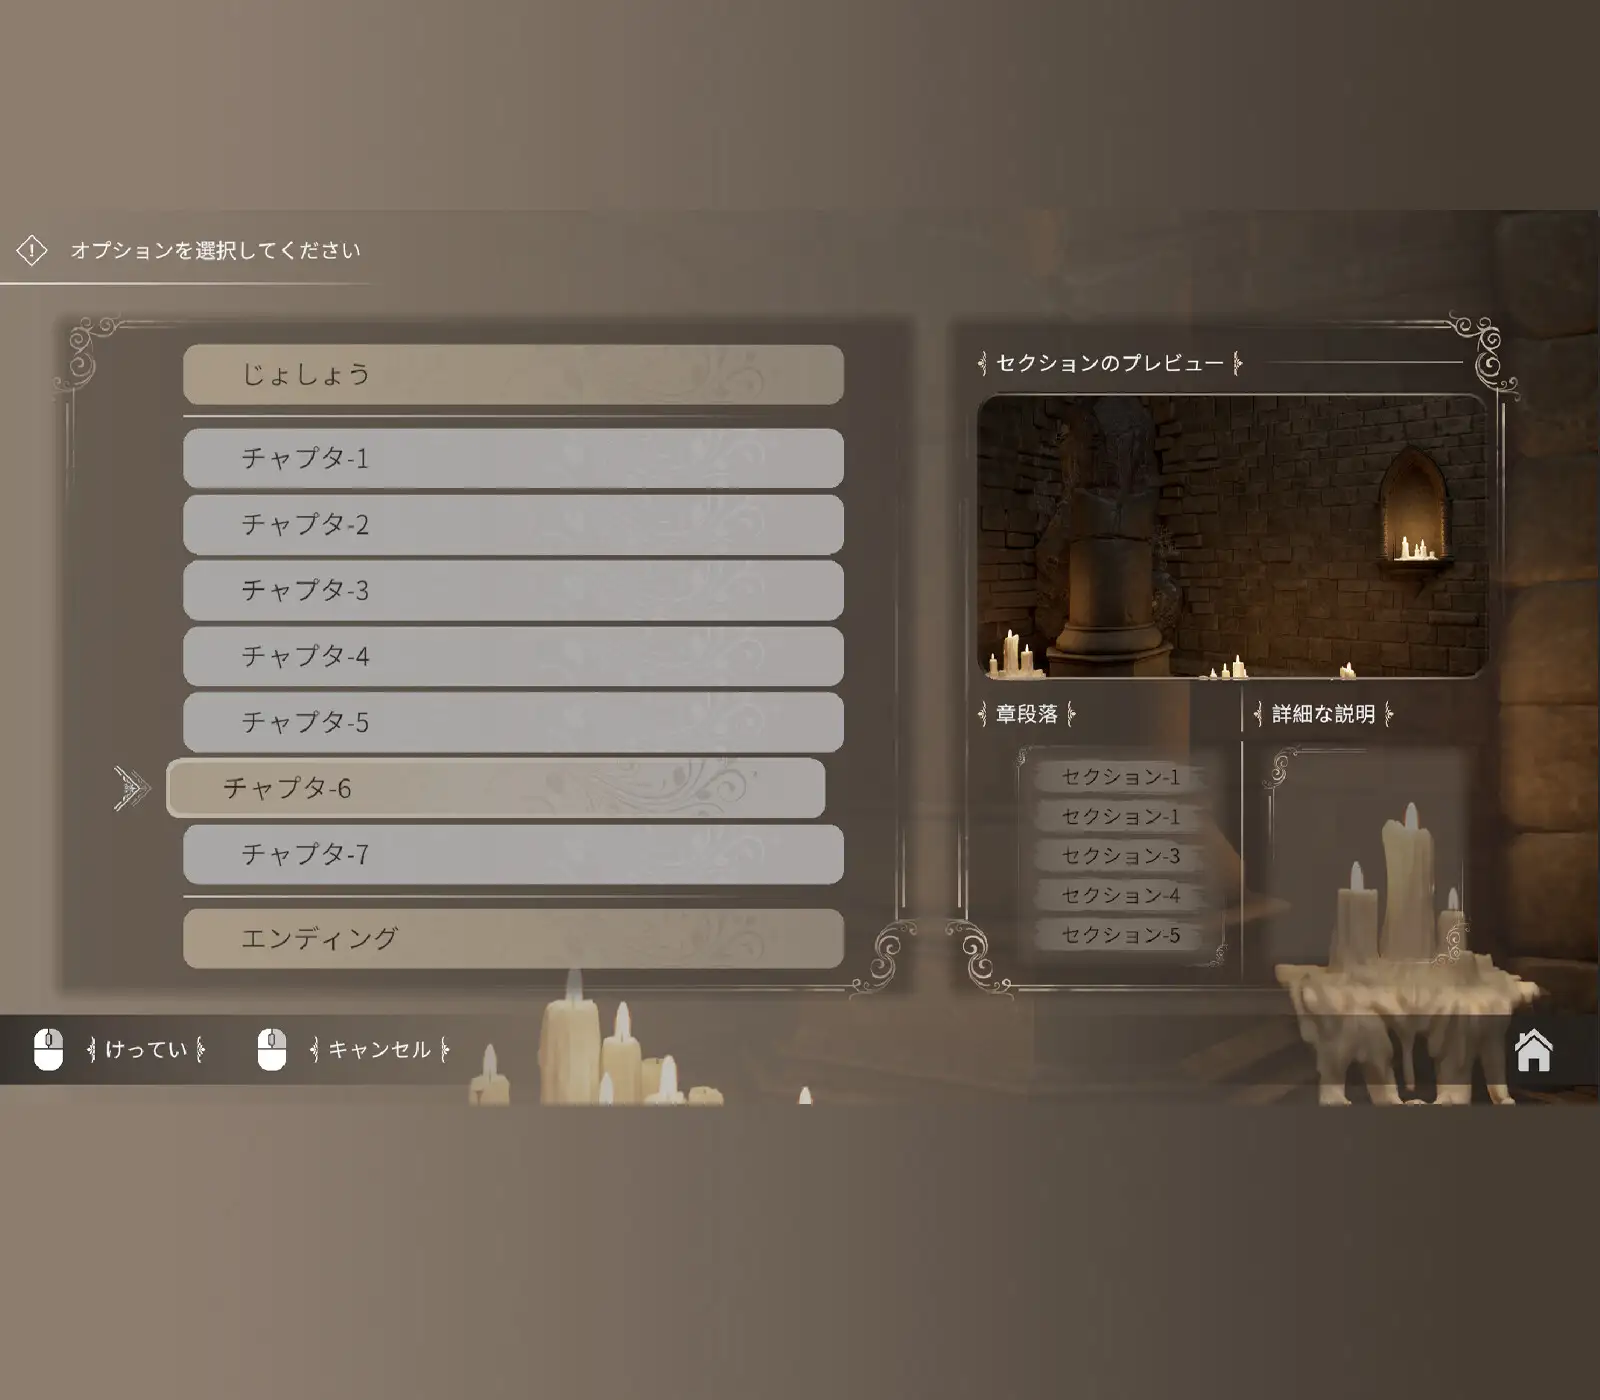 オプションを選択してください
じょしょう
チャプタ-1
チャプタ-2
チャプタ-3
チャプタ-4
チャプタ-5
チャプタ-6
チャプタ-7
エンディング
セクションのプレビュー
章段落
セクション-1
セクション-1
セクション-3
セクション-4
セクション-5
詳細な説明
けってい
キャンセル